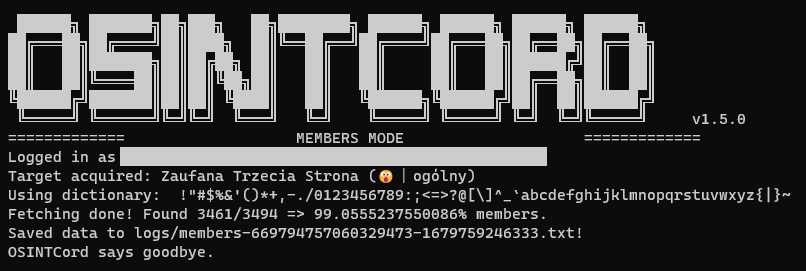 OSINTCORD
v1.5.0
============= MEMBERS MODE =============
Logged in as
Target acquired: Zaufana Trzecia Strona (😲 | ogólny)
Using dictionary:  !"#$%&'()*+,-./0123456789:;<=>?@[\]^_`abcdefghijklmnopqrstuvwxyz{|}~
Fetching done! Found 3461/3494 => 99.0555237550086% members.
Saved data to logs/members-669794757060329473-1679759246333.txt!
OSINTCord says goodbye.